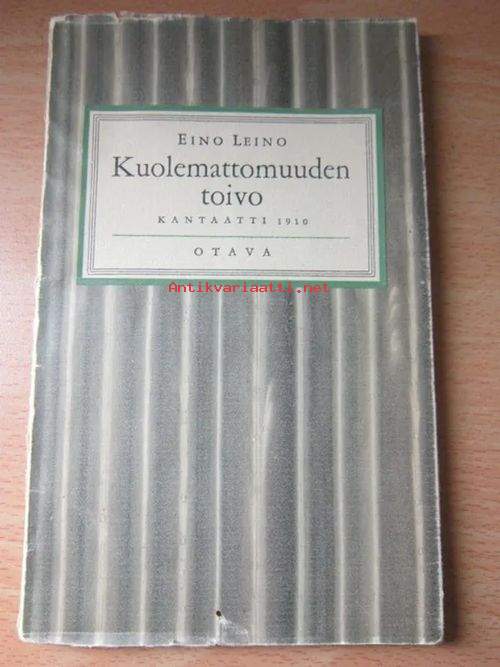 EINO LEINO
Kuolemattomuuden
toivo
KANTAATTI 1910
OTAVA
Antikvariaatti.net